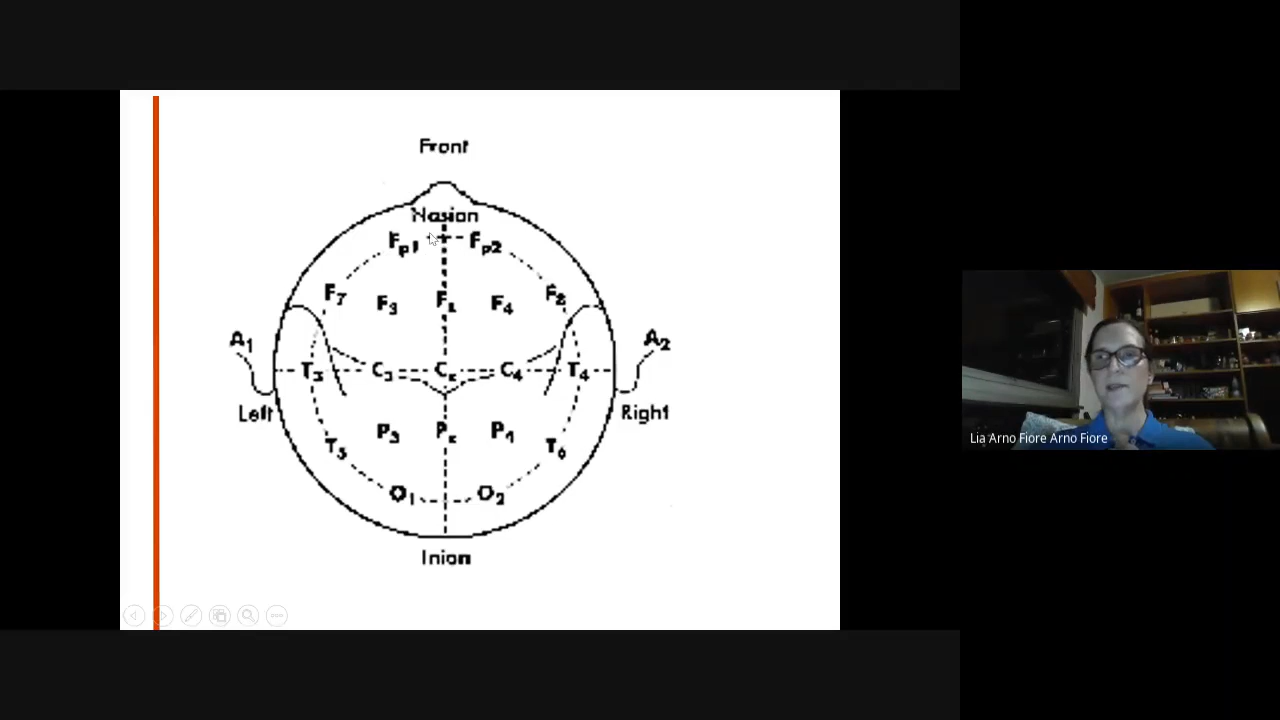 Front
Nasion
Fp1 Fp2
F7 F3 Fz F4 F8
A1 A2
T3 C3 Cz C4 T4
Left Right
T5 P3 Pz P4 T6
O1 O2
Inion
Lia Arno Fiore Arno Fiore